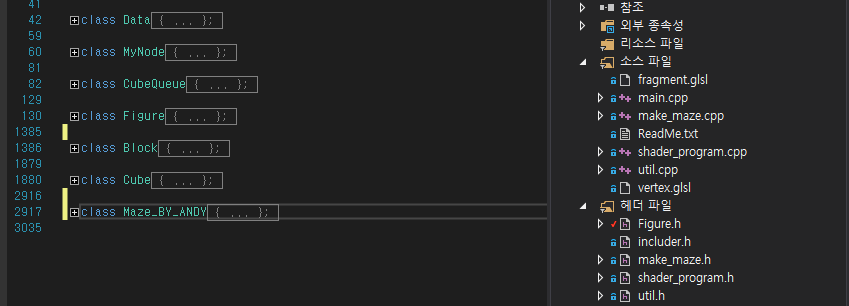 41
42 class Data{ ... };
59
60 class MyNode{ ... };
81
82 class CubeQueue{ ... };
129
130 class Figure{ ... };
1385
1386 class Block{ ... };
1879
1880 class Cube{ ... };
2916
2917 class Maze_BY_ANDY{ ... };
3035
참조
외부 종속성
리소스 파일
소스 파일
fragment.glsl
main.cpp
make_maze.cpp
ReadMe.txt
shader_program.cpp
util.cpp
vertex.glsl
헤더 파일
Figure.h
includer.h
make_maze.h
shader_program.h
util.h